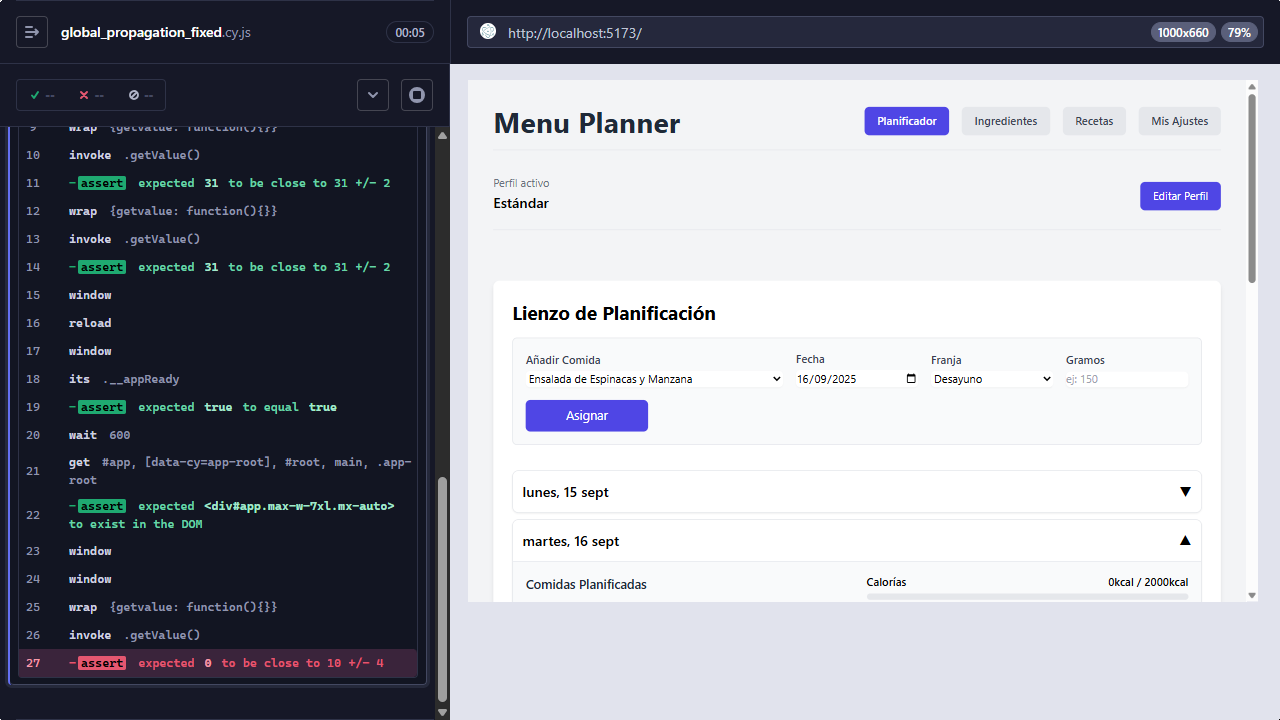 global_propagation_fixed.cy.js
00:05
--
--
--
9 wrap {getvalue: function(){}}
10 invoke .getValue()
11 -assert expected 31 to be close to 31 +/- 2
12 wrap {getvalue: function(){}}
13 invoke .getValue()
14 -assert expected 31 to be close to 31 +/- 2
15 window
16 reload
17 window
18 its .__appReady
19 -assert expected true to equal true
20 wait 600
21 get #app, [data-cy=app-root], #root, main, .app-
root
22 -assert expected <div#app.max-w-7xl.mx-auto>
to exist in the DOM
23 window
24 window
25 wrap {getvalue: function(){}}
26 invoke .getValue()
27 -assert expected 0 to be close to 10 +/- 4
http://localhost:5173/
1000x660
79%
Menu Planner
Planificador
Ingredientes
Recetas
Mis Ajustes
Perfil activo
Estándar
Editar Perfil
Lienzo de Planificación
Añadir Comida
Fecha
Franja
Gramos
Ensalada de Espinacas y Manzana
16/09/2025
Desayuno
ej: 150
Asignar
lunes, 15 sept
martes, 16 sept
Comidas Planificadas
Calorías
0kcal / 2000kcal